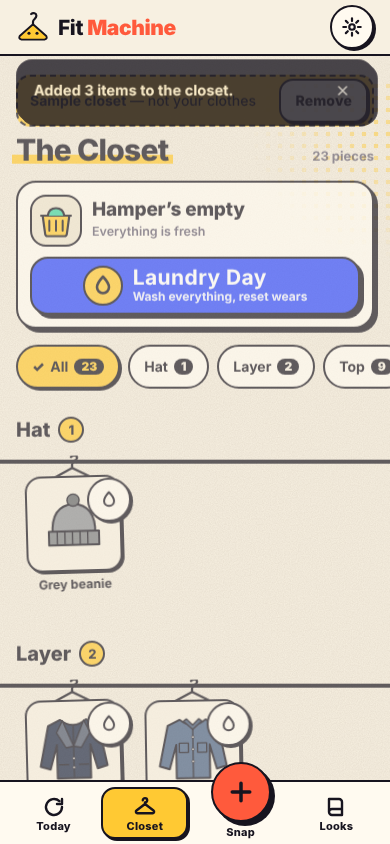 Fit Machine
Added 3 items to the closet.
Sample closet — not your clothes
Remove
The Closet
23 pieces
Hamper's empty
Everything is fresh
Laundry Day
Wash everything, reset wears
All 23
Hat 1
Layer 2
Top 9
Hat 1
Grey beanie
Layer 2
Today
Closet
Snap
Looks